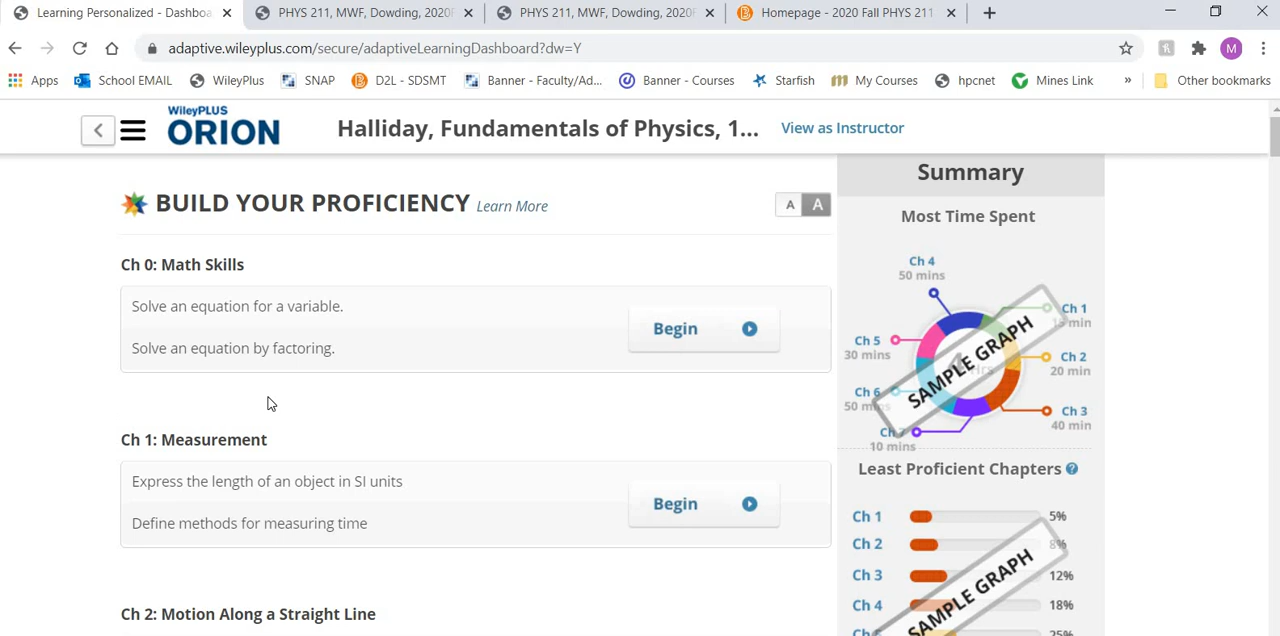 Learning Personalized - Dashboa
PHYS 211, MWF, Dowding, 2020F
PHYS 211, MWF, Dowding, 2020F
Homepage - 2020 Fall PHYS 211
adaptive.wileyplus.com/secure/adaptiveLearningDashboard?dw=Y
M
Apps
School EMAIL
WileyPlus
SNAP
D2L - SDSMT
Banner - Faculty/Ad...
Banner - Courses
Starfish
My Courses
hpcnet
Mines Link
»
Other bookmarks
WileyPLUS
ORION
Halliday, Fundamentals of Physics, 1...
View as Instructor
BUILD YOUR PROFICIENCY Learn More
A A
Ch 0: Math Skills
Solve an equation for a variable.
Solve an equation by factoring.
Begin
Ch 1: Measurement
Express the length of an object in SI units
Define methods for measuring time
Begin
Ch 2: Motion Along a Straight Line
Summary
Most Time Spent
Ch 4
50 mins
Ch 1
min
Ch 5
30 mins
Ch 2
20 min
Ch 6
50 mins
Ch 3
40 min
Ch
10 mins
SAMPLE GRAPH
Least Proficient Chapters ?
Ch 1 5%
Ch 2 8%
Ch 3 12%
Ch 4 18%
25%
SAMPLE GRAPH